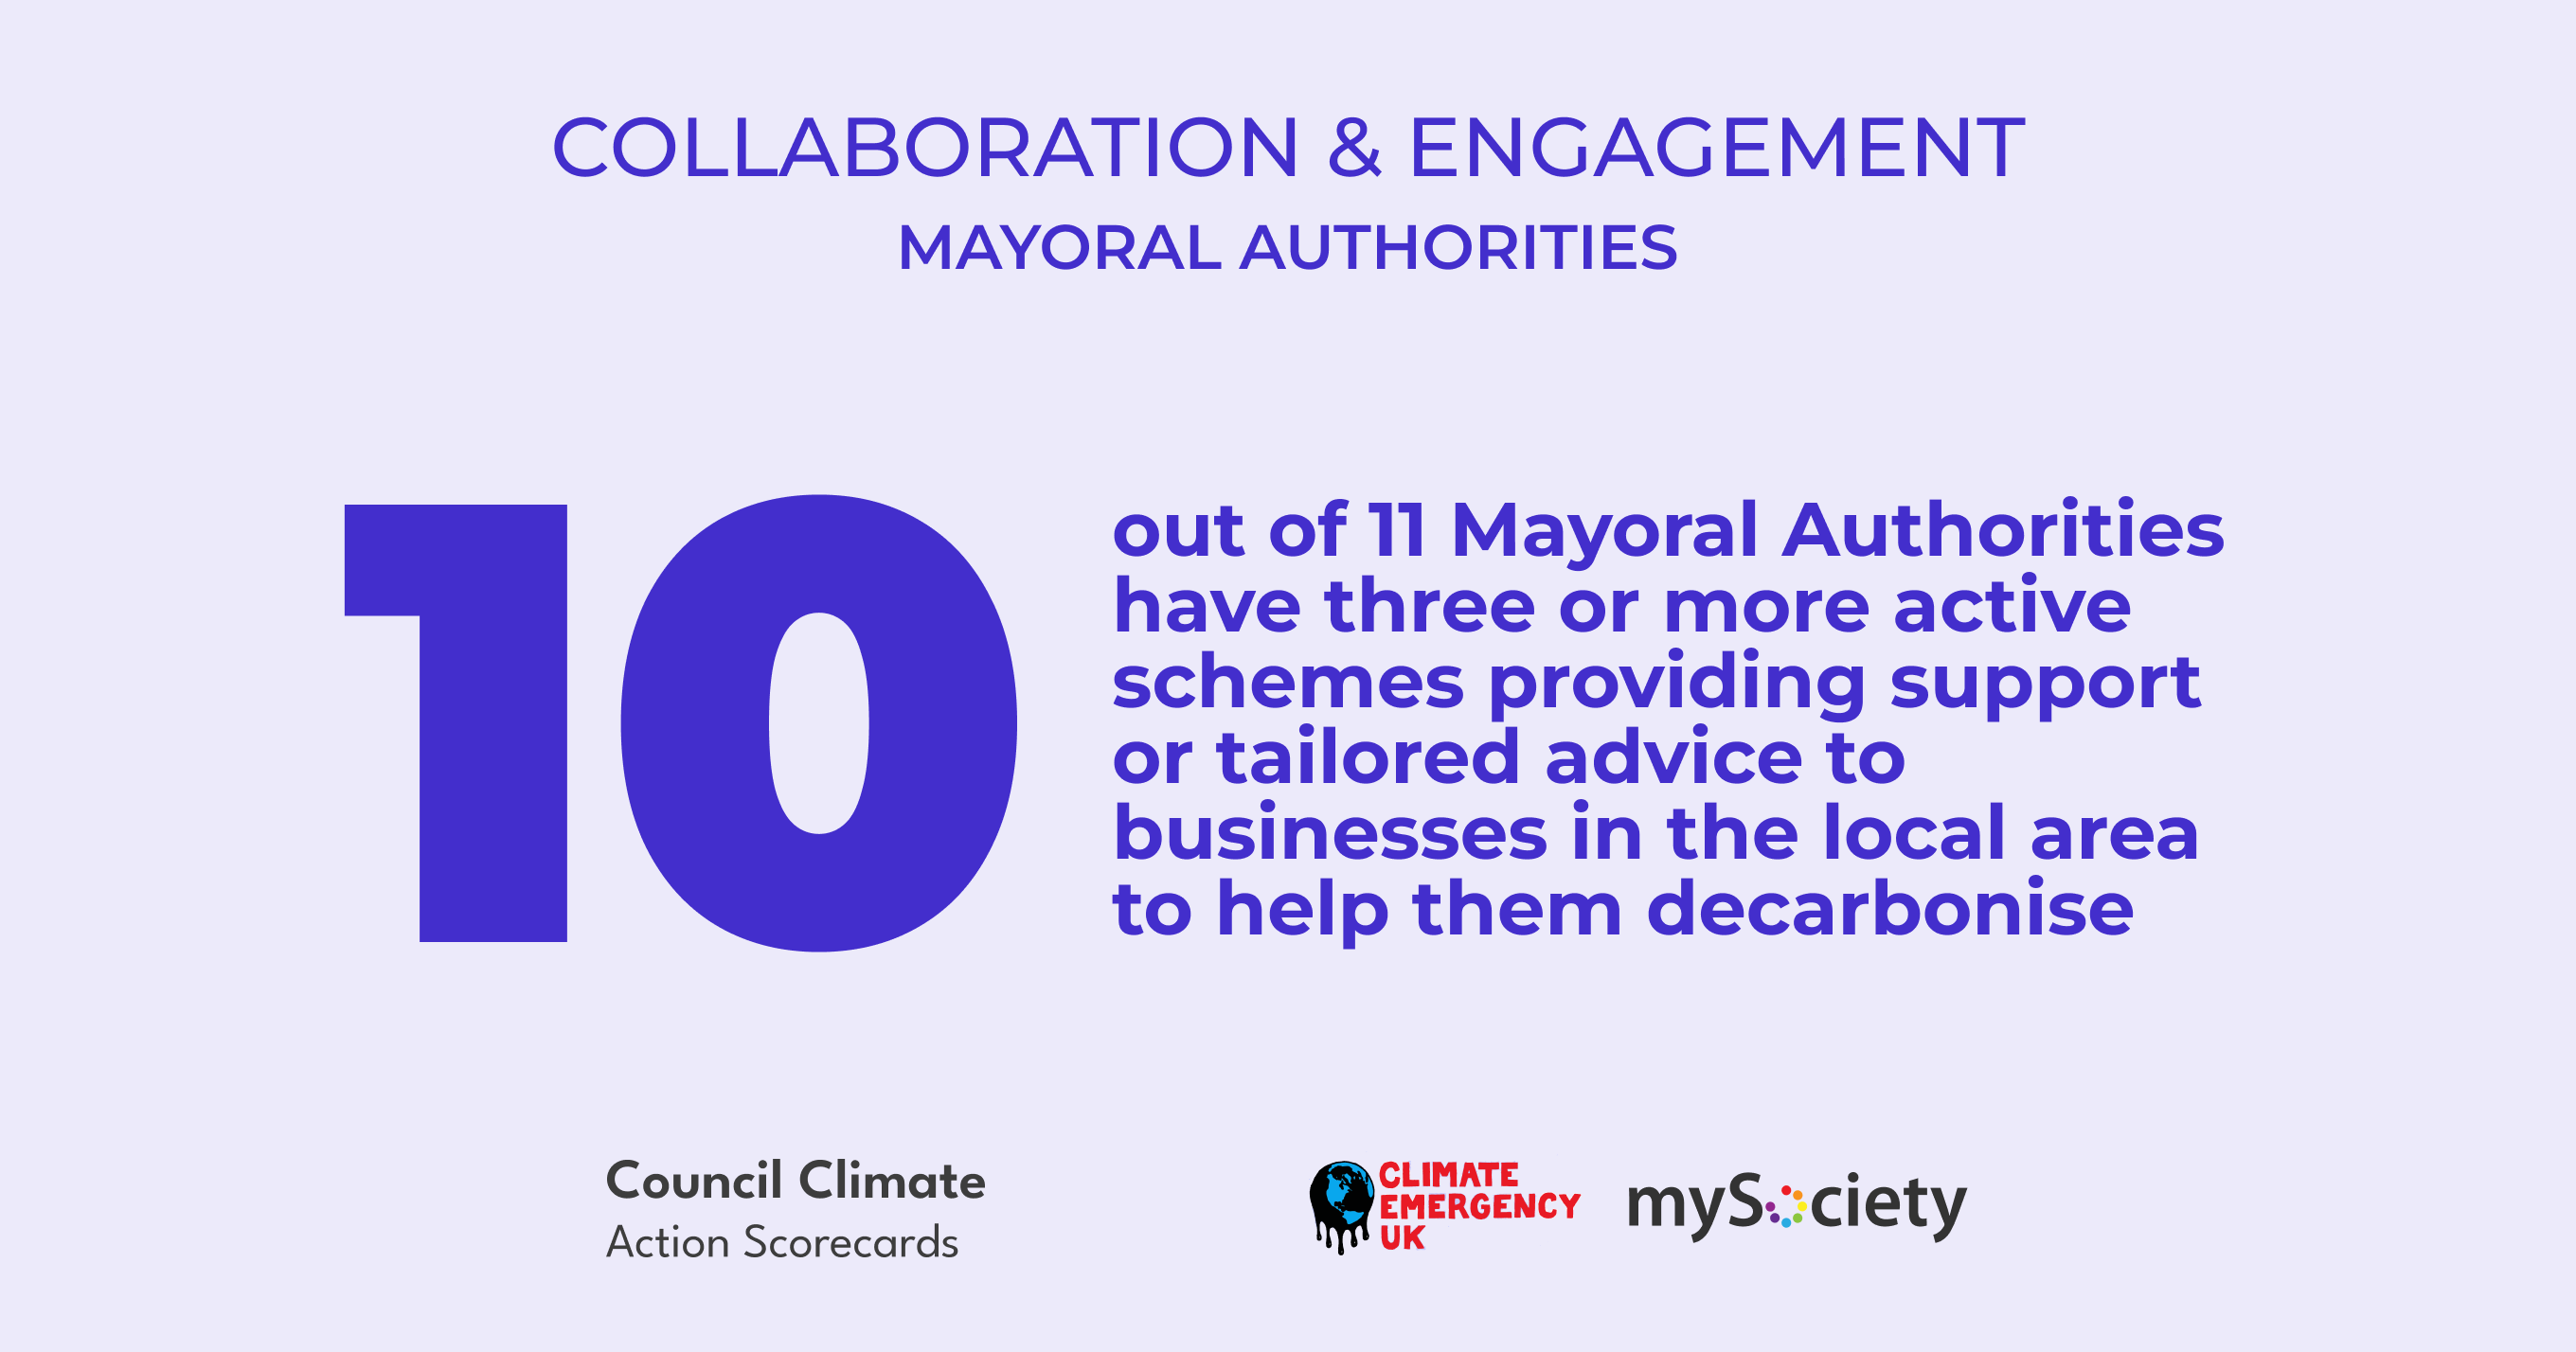 COLLABORATION & ENGAGEMENT
MAYORAL AUTHORITIES
10
out of 11 Mayoral Authorities
have three or more active
schemes providing support
or tailored advice to
businesses in the local area
to help them decarbonise
Council Climate
Action Scorecards
CLIMATE
EMERGENCY
UK
mySociety